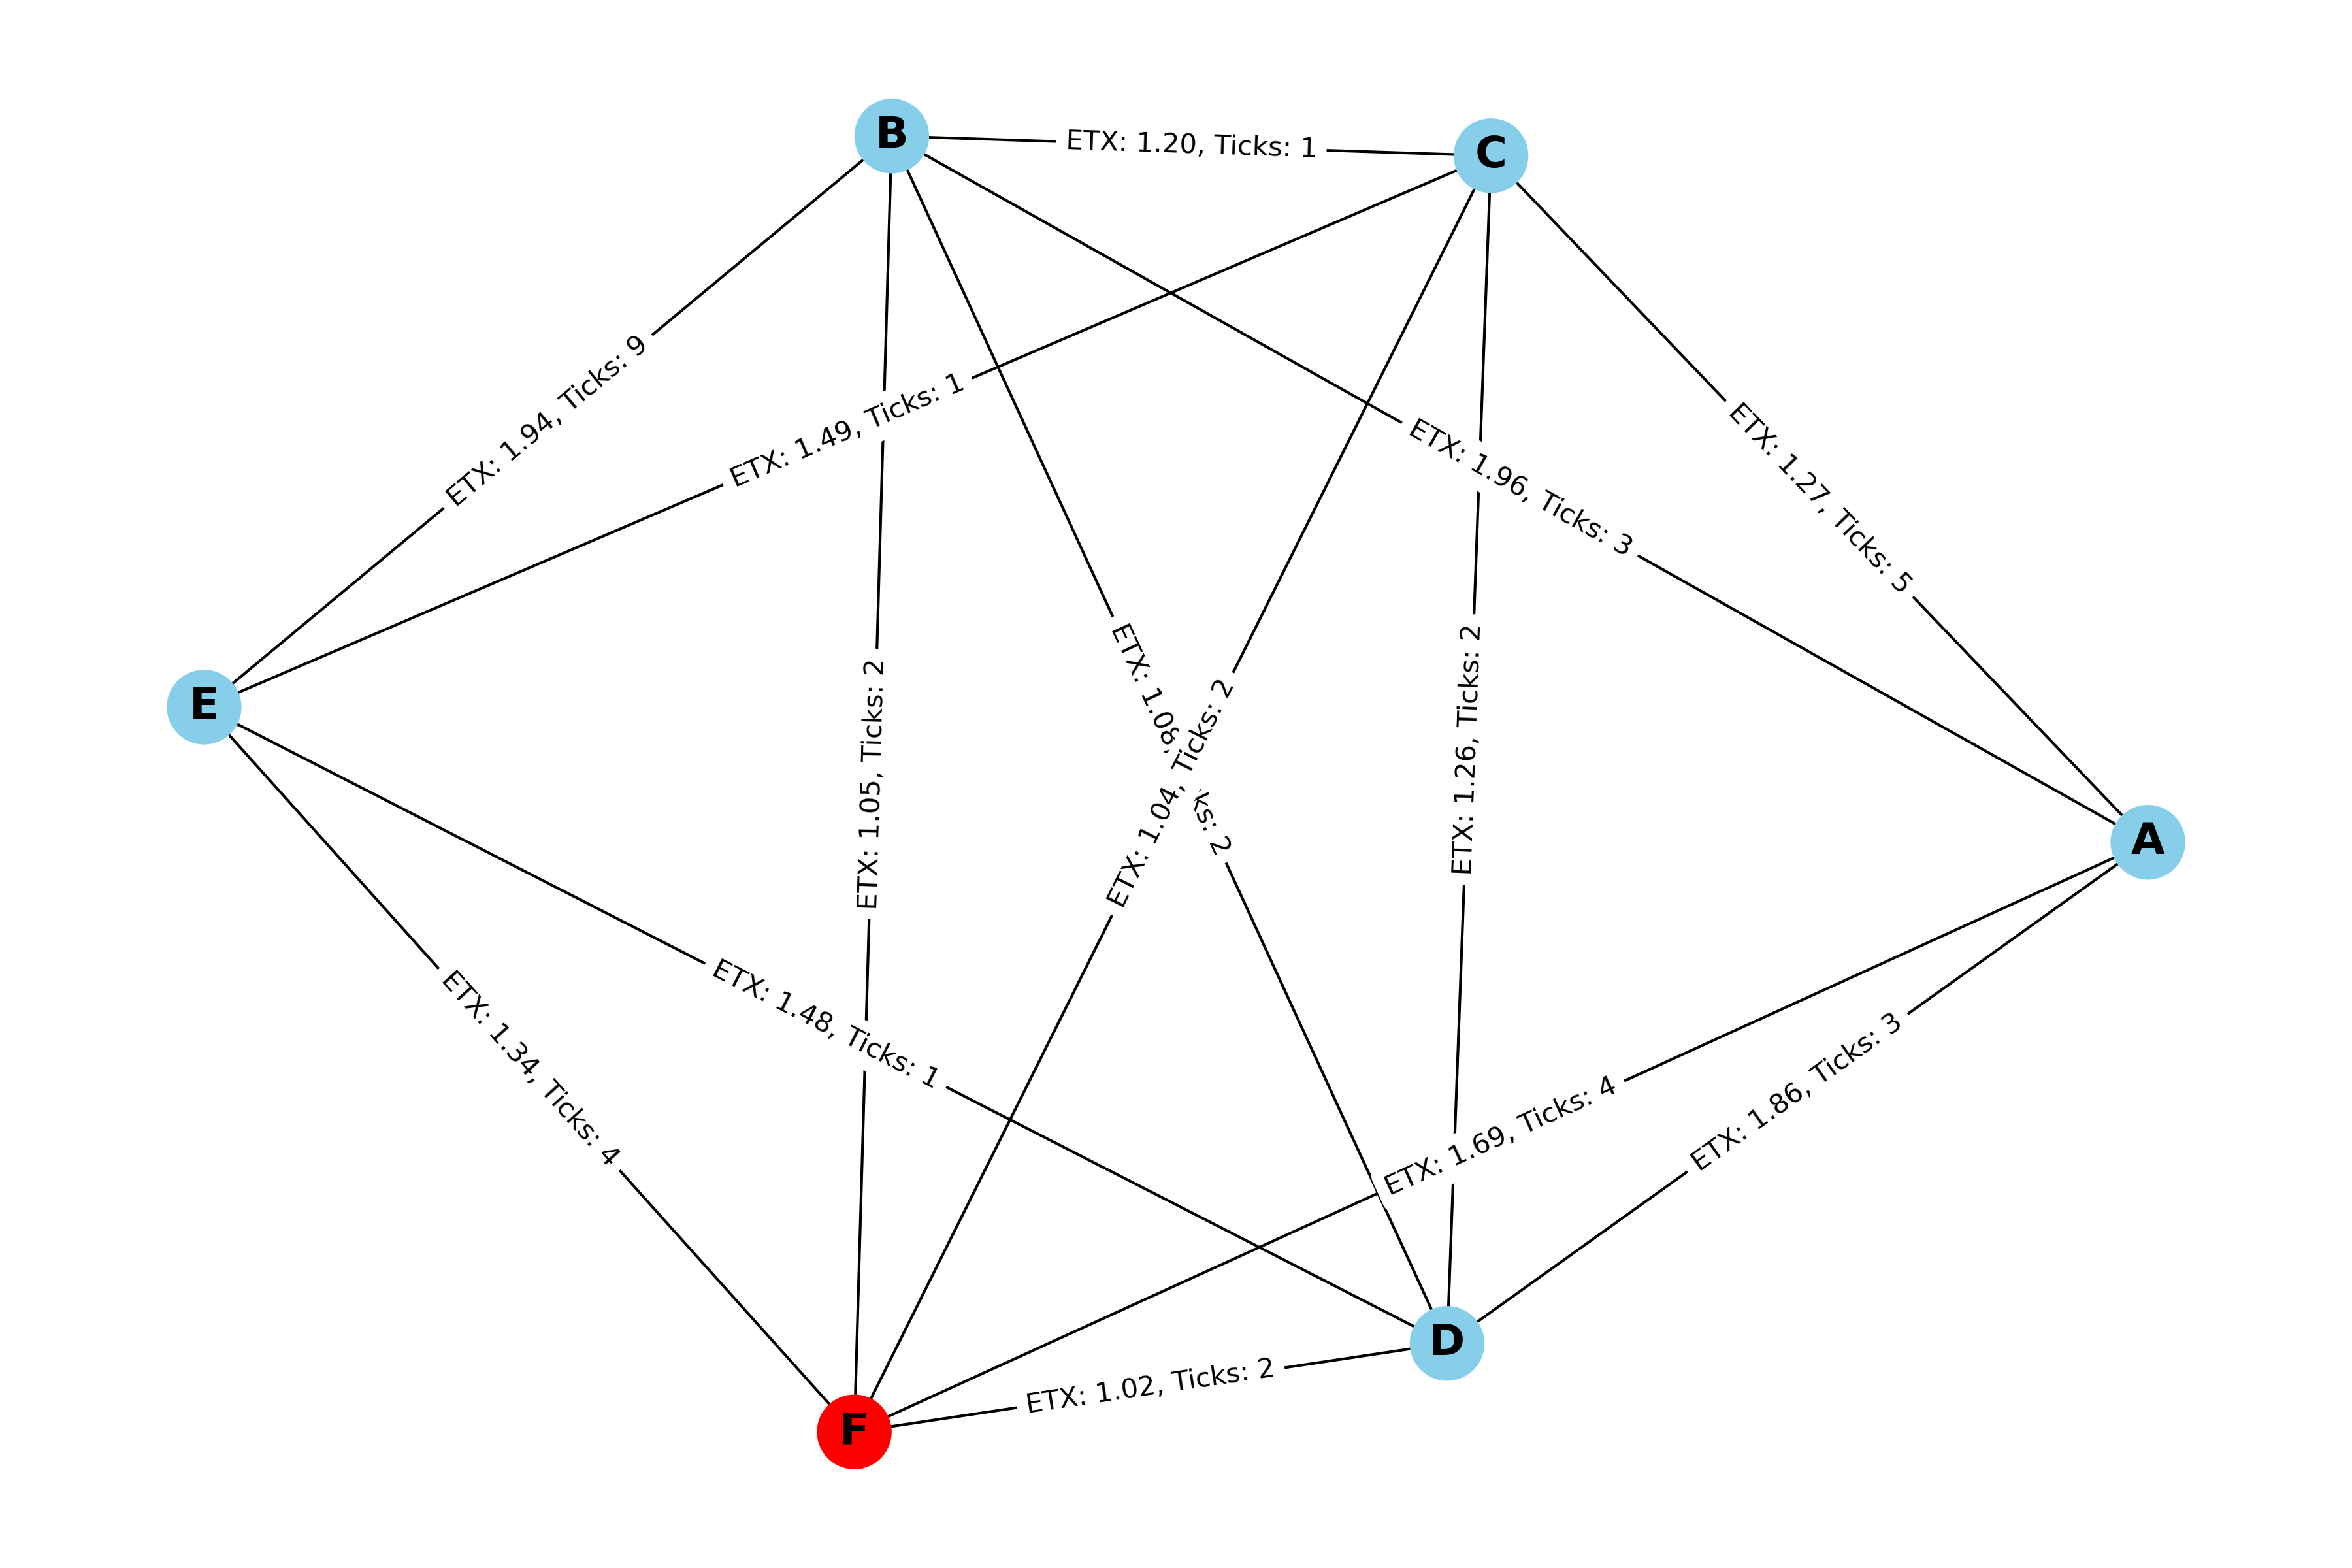 B
C
ETX: 1.20, Ticks: 1
ETX: 1.94, Ticks: 9
ETX: 1.49, Ticks: 1
ETX: 1.96, Ticks: 3
ETX: 1.27, Ticks: 5
E
ETX: 1.05, Ticks: 2
ETX: 1.08, 2
ETX: 1.04, Ticks: 2
ETX: 1.26, Ticks: 2
A
ETX: 1.48, Ticks: 1
ETX: 1.34, Ticks: 4
ETX: 1.69, Ticks: 4
ETX: 1.86, Ticks: 3
D
ETX: 1.02, Ticks: 2
F